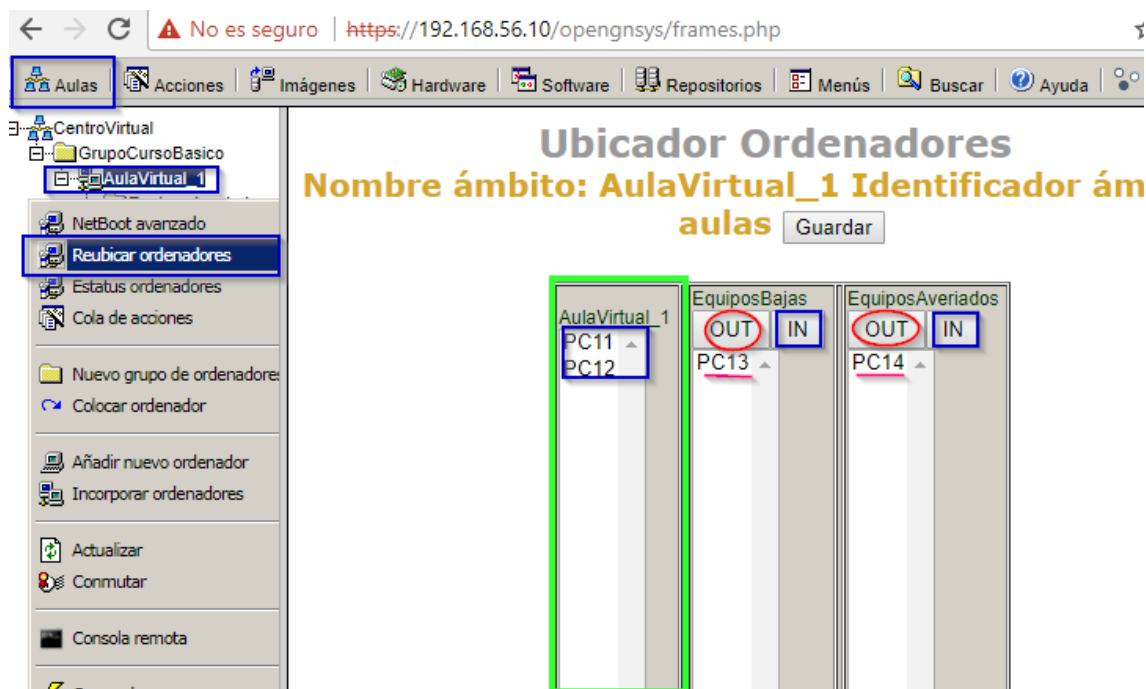 No es seguro | https://192.168.56.10/opengnsys/frames.php
Aulas Acciones Imágenes Hardware Software Repositorios Menús Buscar Ayuda
CentroVirtual
GrupoCursoBasico
AulaVirtual_1
NetBoot avanzado
Reubicar ordenadores
Estatus ordenadores
Cola de acciones
Nuevo grupo de ordenadores
Colocar ordenador
Añadir nuevo ordenador
Incorporar ordenadores
Actualizar
Conmutar
Consola remota
Ubicador Ordenadores
Nombre ámbito: AulaVirtual_1 Identificador ám
aulas Guardar
AulaVirtual_1
PC11
PC12
EquiposBajas
OUT IN
PC13
EquiposAveriados
OUT IN
PC14